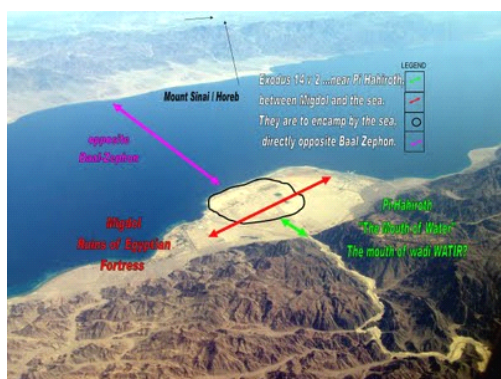 Mount Sinai / Horeb
LEGEND
Exodus 14 v 2 ...near Pi Hahiroth,
between Migdol and the sea.
They are to encamp by the sea.
directly opposite Baal Zephon.
opposite
Baal-Zephon
Migdol
Ruins of Egyptian
Fortress
Pi Hahiroth
"The Mouth of Water"
The mouth of wadi WATIR?